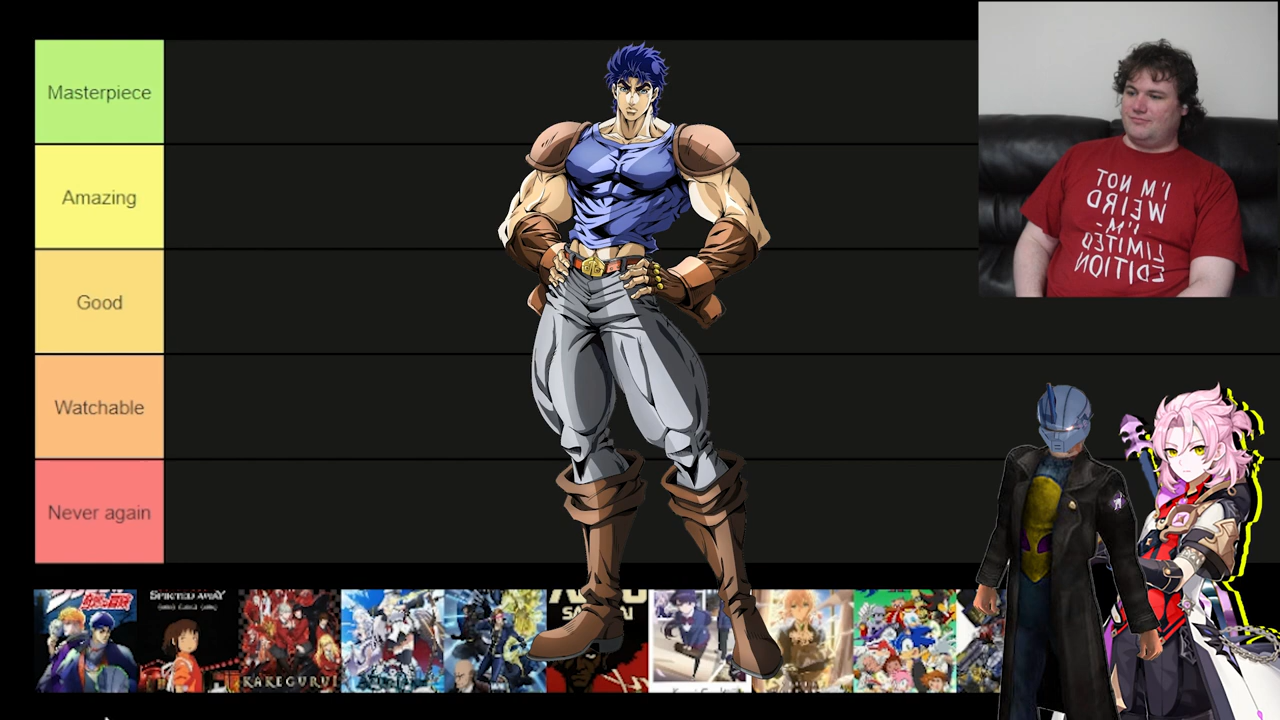 Masterpiece
Amazing
Good
Watchable
Never again
I'M NOT
WEIRD
I'M
LIMITED
EDITION
SPIRITED AWAY
KAKEGURUI